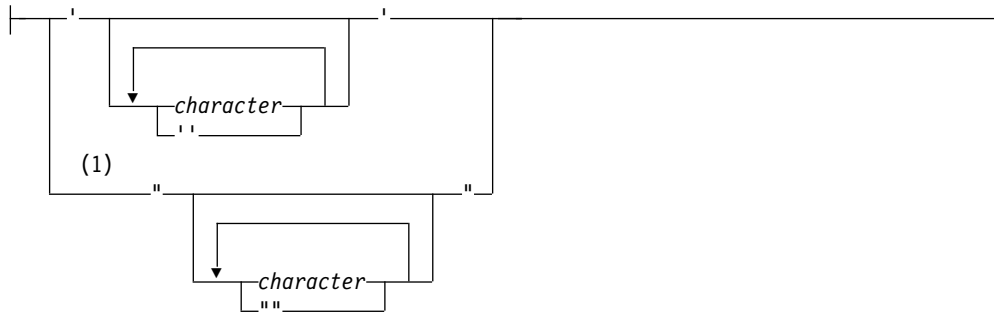 ' '
character
' '
(1)
" "
character
""